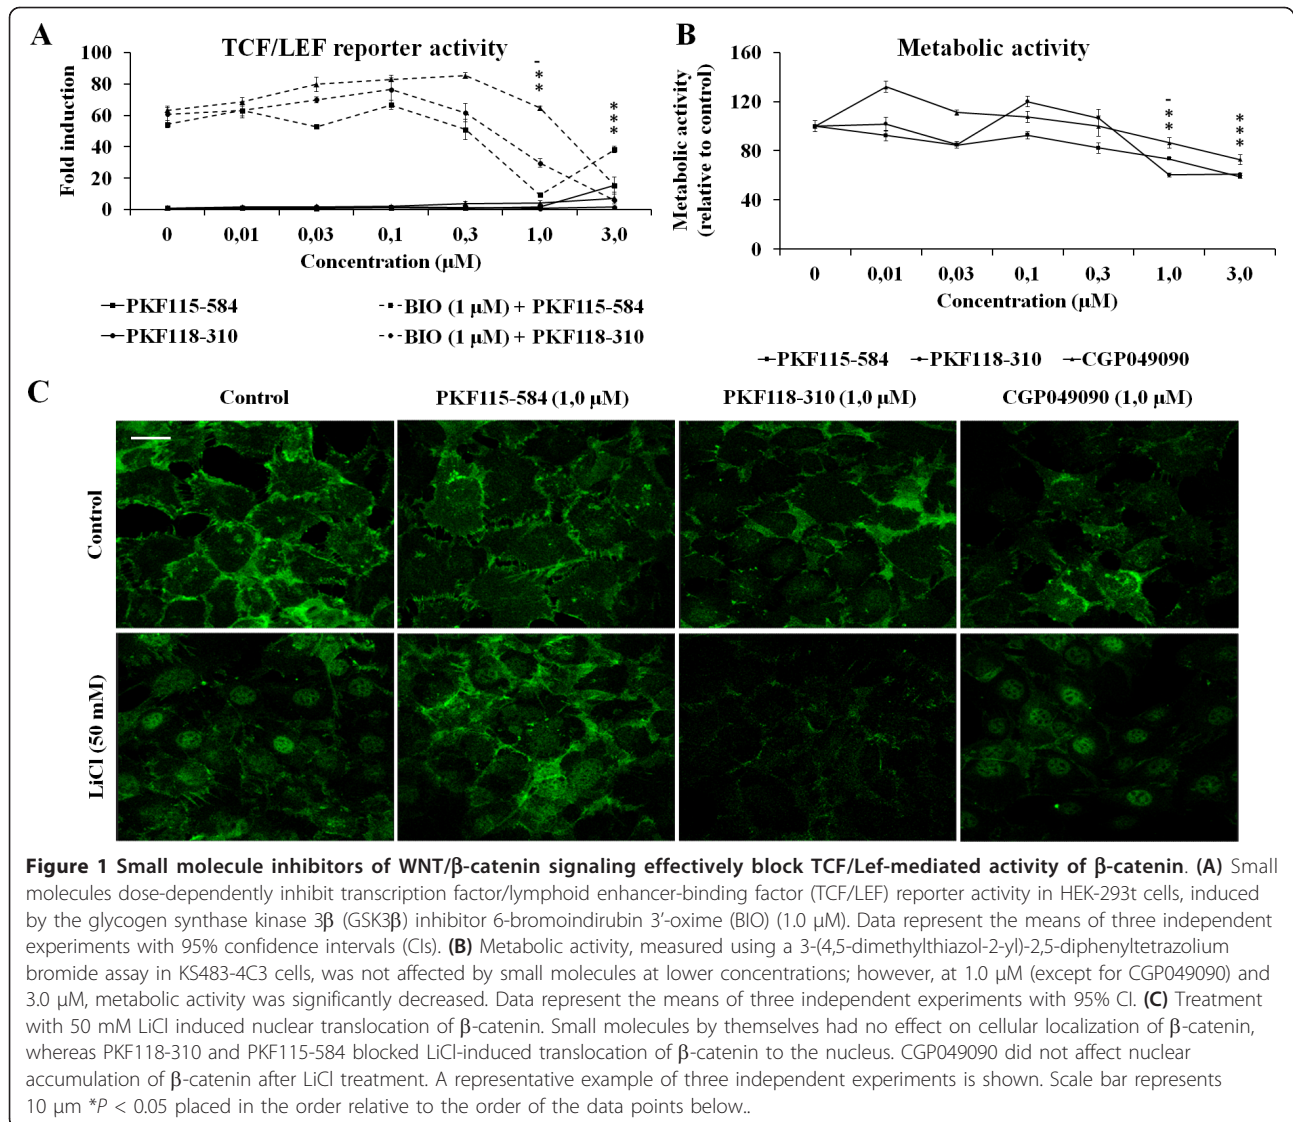 A
TCF/LEF reporter activity
100
80
60
40
20
0
Fold induction
-
*
*
*
*
*
0 0,01 0,03 0,1 0,3 1,0 3,0
Concentration (µM)
PKF115-584
BIO (1 µM) + PKF115-584
PKF118-310
BIO (1 µM) + PKF118-310
B
Metabolic activity
160
120
80
40
0
Metabolic activity
(relative to control)
-
*
*
*
*
*
0 0,01 0,03 0,1 0,3 1,0 3,0
Concentration (µM)
PKF115-584 PKF118-310 CGP049090
C
Control PKF115-584 (1,0 µM) PKF118-310 (1,0 µM) CGP049090 (1,0 µM)
Control
LiCl (50 mM)
Figure 1 Small molecule inhibitors of WNT/β-catenin signaling effectively block TCF/Lef-mediated activity of β-catenin. (A) Small
molecules dose-dependently inhibit transcription factor/lymphoid enhancer-binding factor (TCF/LEF) reporter activity in HEK-293t cells, induced
by the glycogen synthase kinase 3β (GSK3β) inhibitor 6-bromoindirubin 3’-oxime (BIO) (1.0 μM). Data represent the means of three independent
experiments with 95% confidence intervals (CIs). (B) Metabolic activity, measured using a 3-(4,5-dimethylthiazol-2-yl)-2,5-diphenyltetrazolium
bromide assay in KS483-4C3 cells, was not affected by small molecules at lower concentrations; however, at 1.0 μM (except for CGP049090) and
3.0 μM, metabolic activity was significantly decreased. Data represent the means of three independent experiments with 95% CI. (C) Treatment
with 50 mM LiCl induced nuclear translocation of β-catenin. Small molecules by themselves had no effect on cellular localization of β-catenin,
whereas PKF118-310 and PKF115-584 blocked LiCl-induced translocation of β-catenin to the nucleus. CGP049090 did not affect nuclear
accumulation of β-catenin after LiCl treatment. A representative example of three independent experiments is shown. Scale bar represents
10 μm *P < 0.05 placed in the order relative to the order of the data points below..